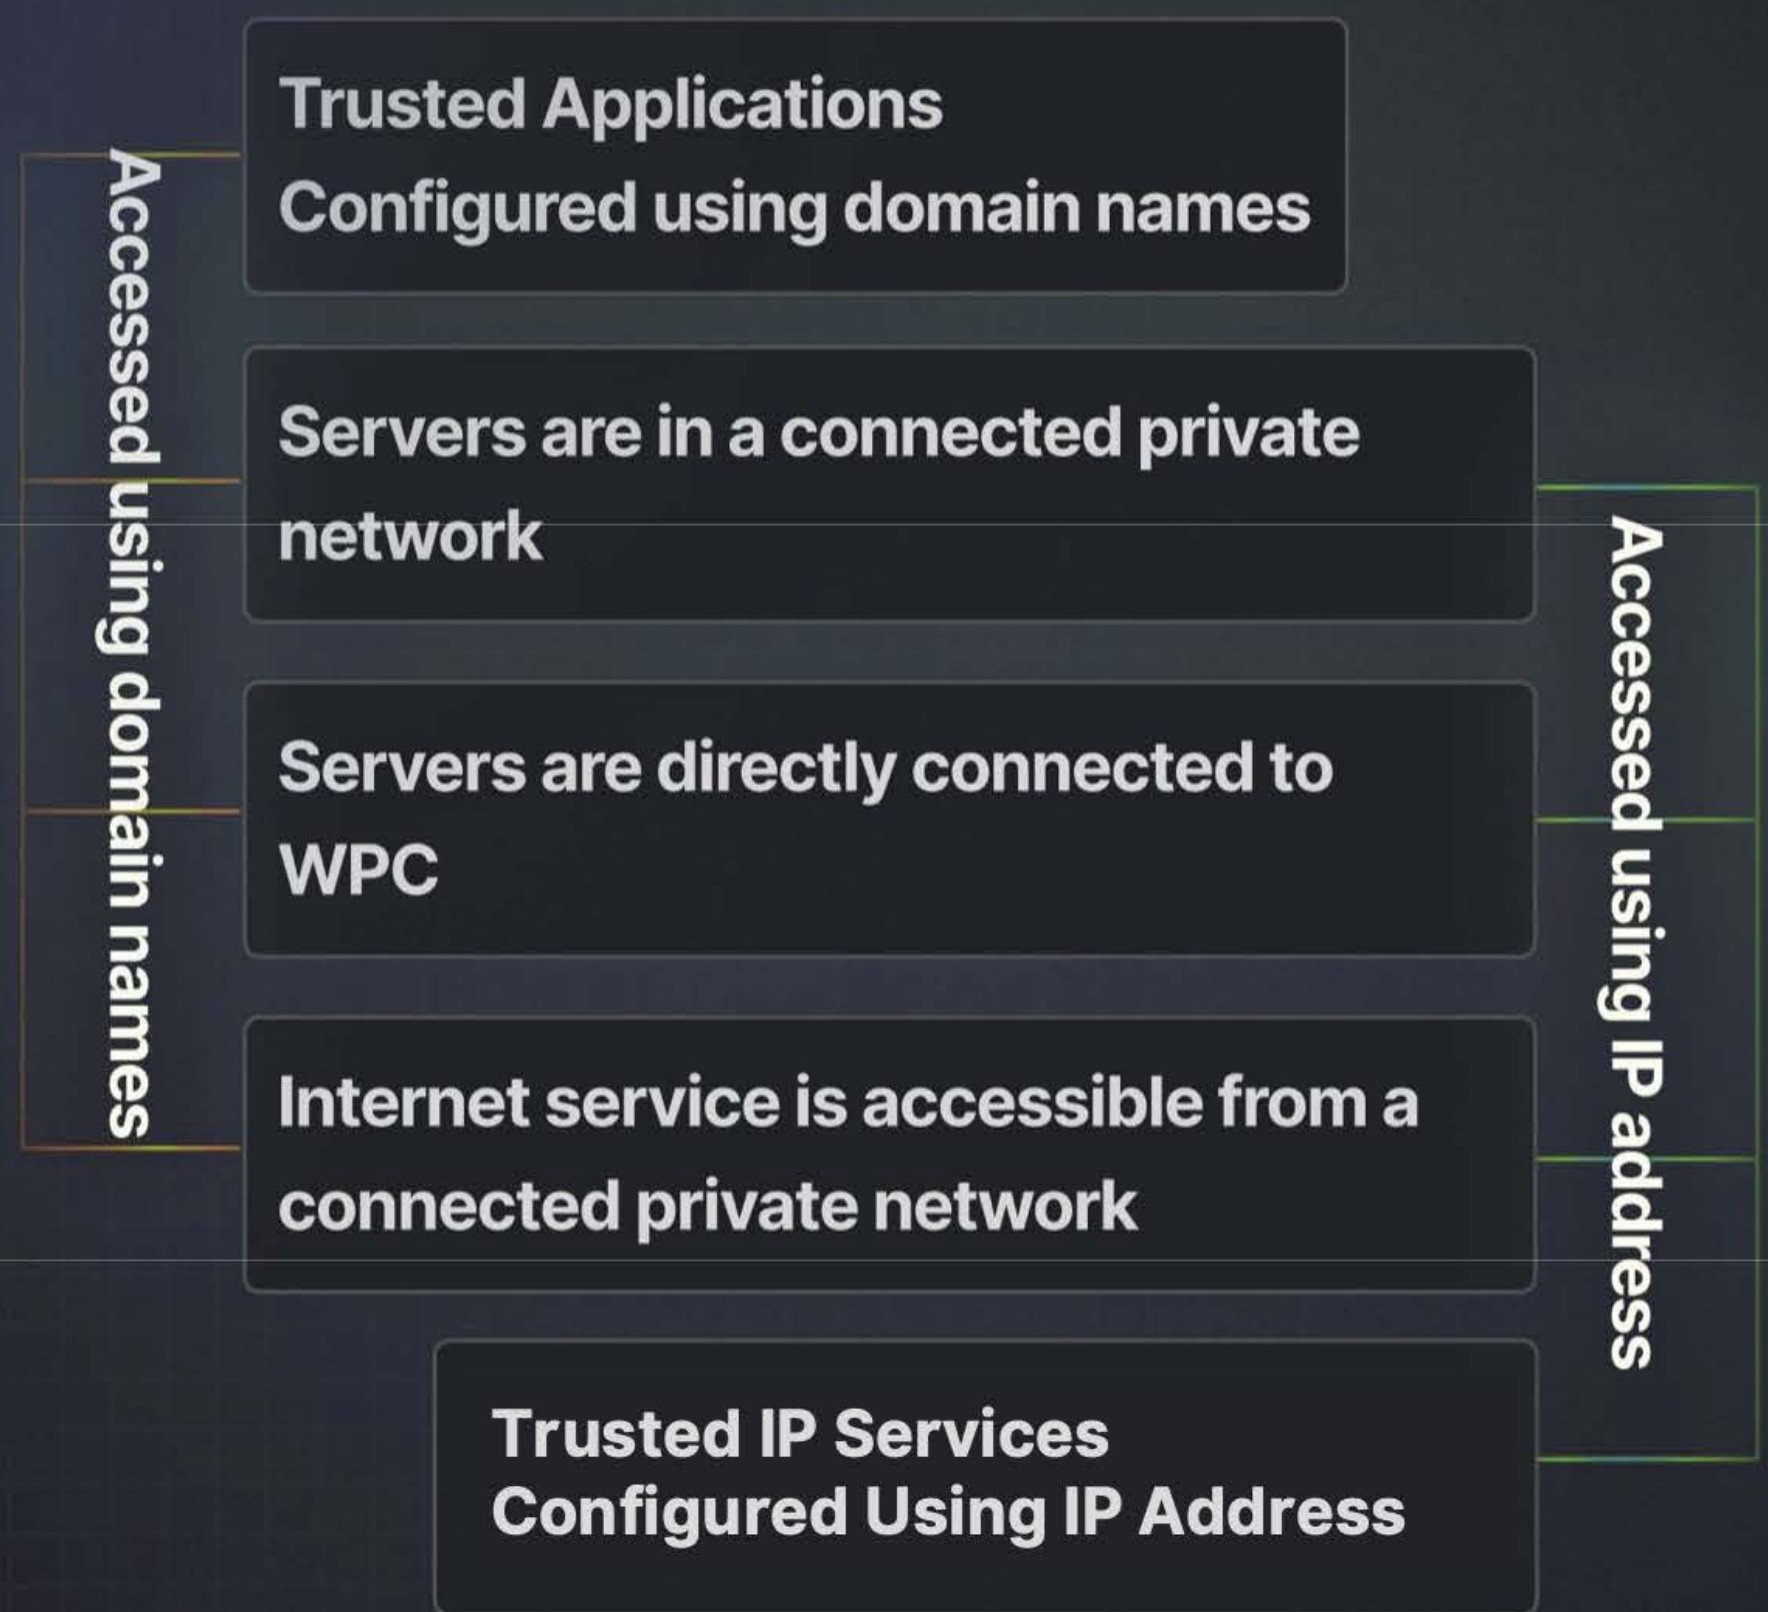 Accessed using domain names
Trusted Applications
Configured using domain names
Servers are in a connected private
network
Servers are directly connected to
WPC
Internet service is accessible from a
connected private network
Trusted IP Services
Configured Using IP Address
Accessed using IP address